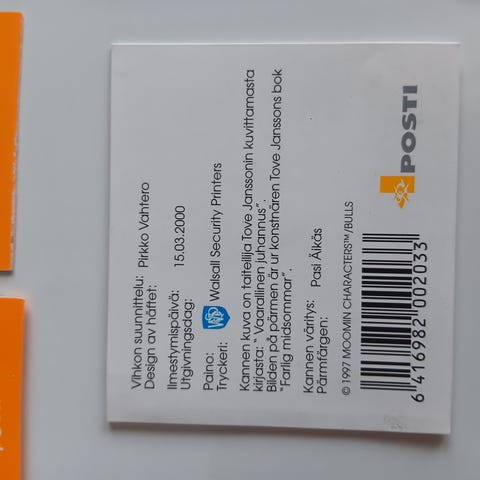 Vihkon suunnittelu: Pirkko Vahtero
Design av häftet:
Ilmestymispäivä: 15.03.2000
Utgivningsdag:
Paino: WSP Walsall Security Printers
Tryckeri:
Kannen kuva on taiteilija Tove Janssonin kuvittamasta
kirjasta: " Vaarallinen juhannus".
Bilden på pärmen är ur konstnären Tove Janssons bok
"Farlig midsommar".
Kannen väritys: Pasi Äikäs
Pärmfärgen:
© 1997 MOOMIN CHARACTERS™/BULLS
6 416982 002033
POSTI